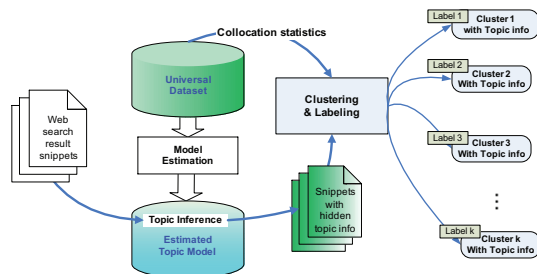 Collocation statistics
Universal
Dataset
Model
Estimation
Web
search
result
snippets
Topic Inference
Estimated
Topic Model
Snippets
with
hidden
topic info
Clustering
& Labeling
Label 1
Cluster 1
with Topic info
Label 2
Cluster 2
With Topic info
Label 3
Cluster 3
With Topic info
...
Label k
Cluster k
With Topic info